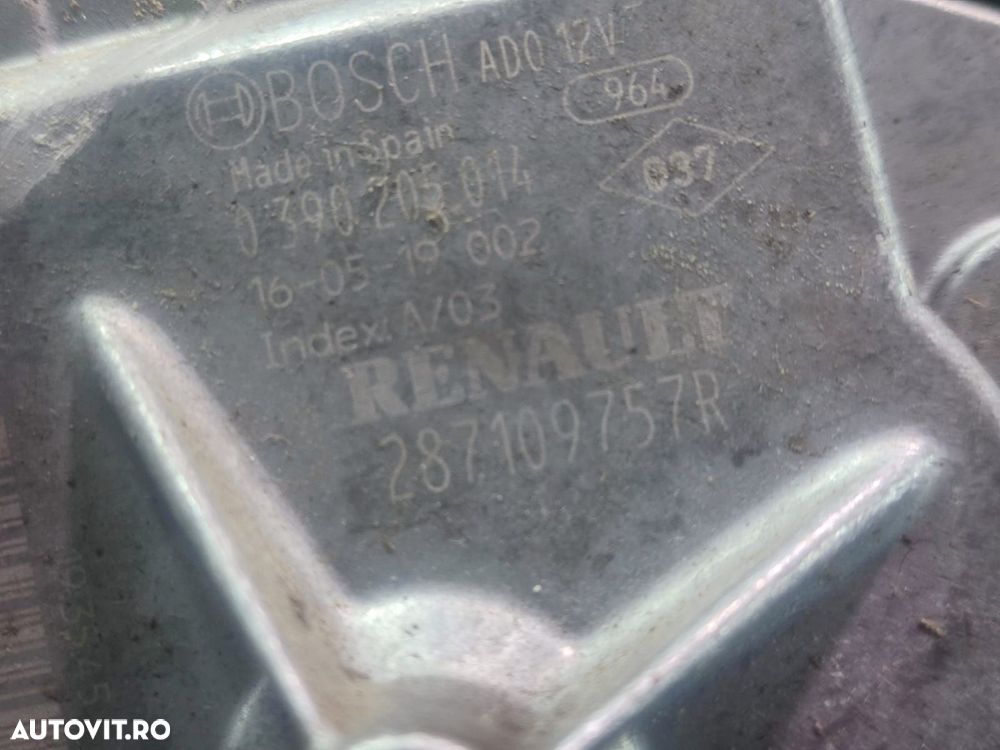 BOSCH AD0 12V
964
Made in Spain
037
0 390 205 014
16-05-19 002
Index: A/03
RENAULT
287109757R
AUTOVIT.RO